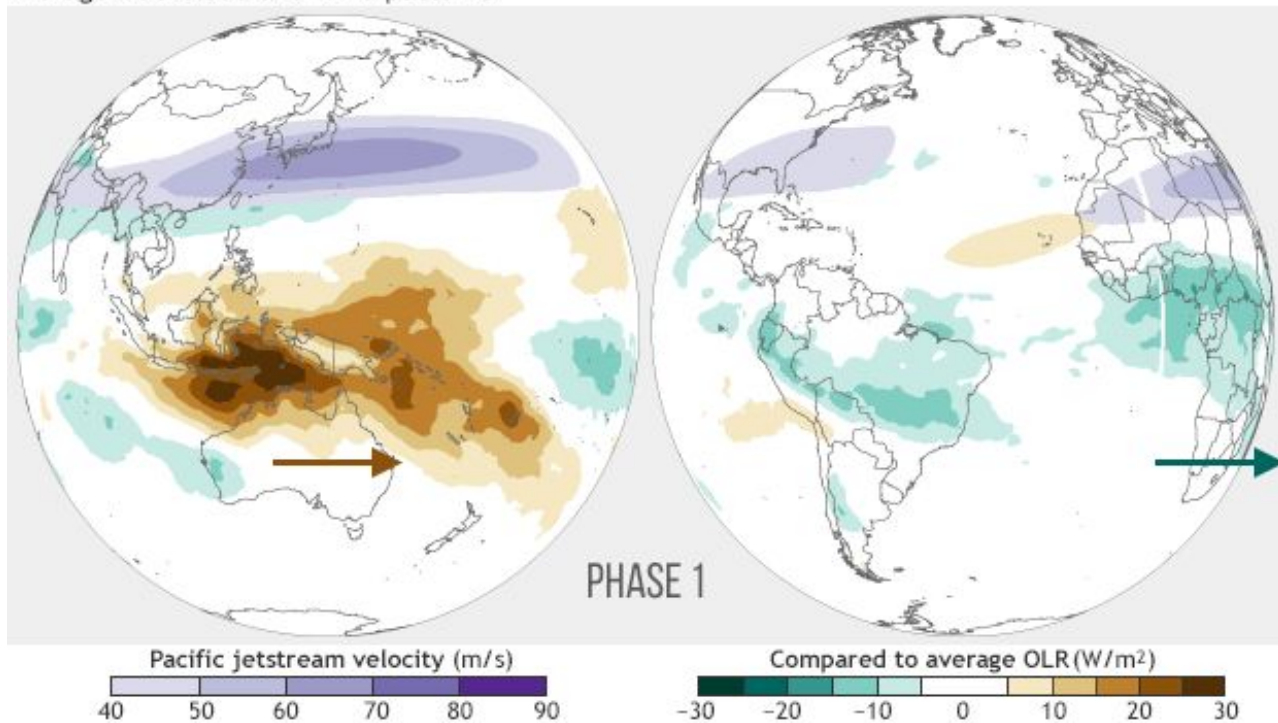 PHASE 1
Pacific jetstream velocity (m/s)
40 50 60 70 80 90
Compared to average OLR (W/m²)
−30 −20 −10 0 10 20 30